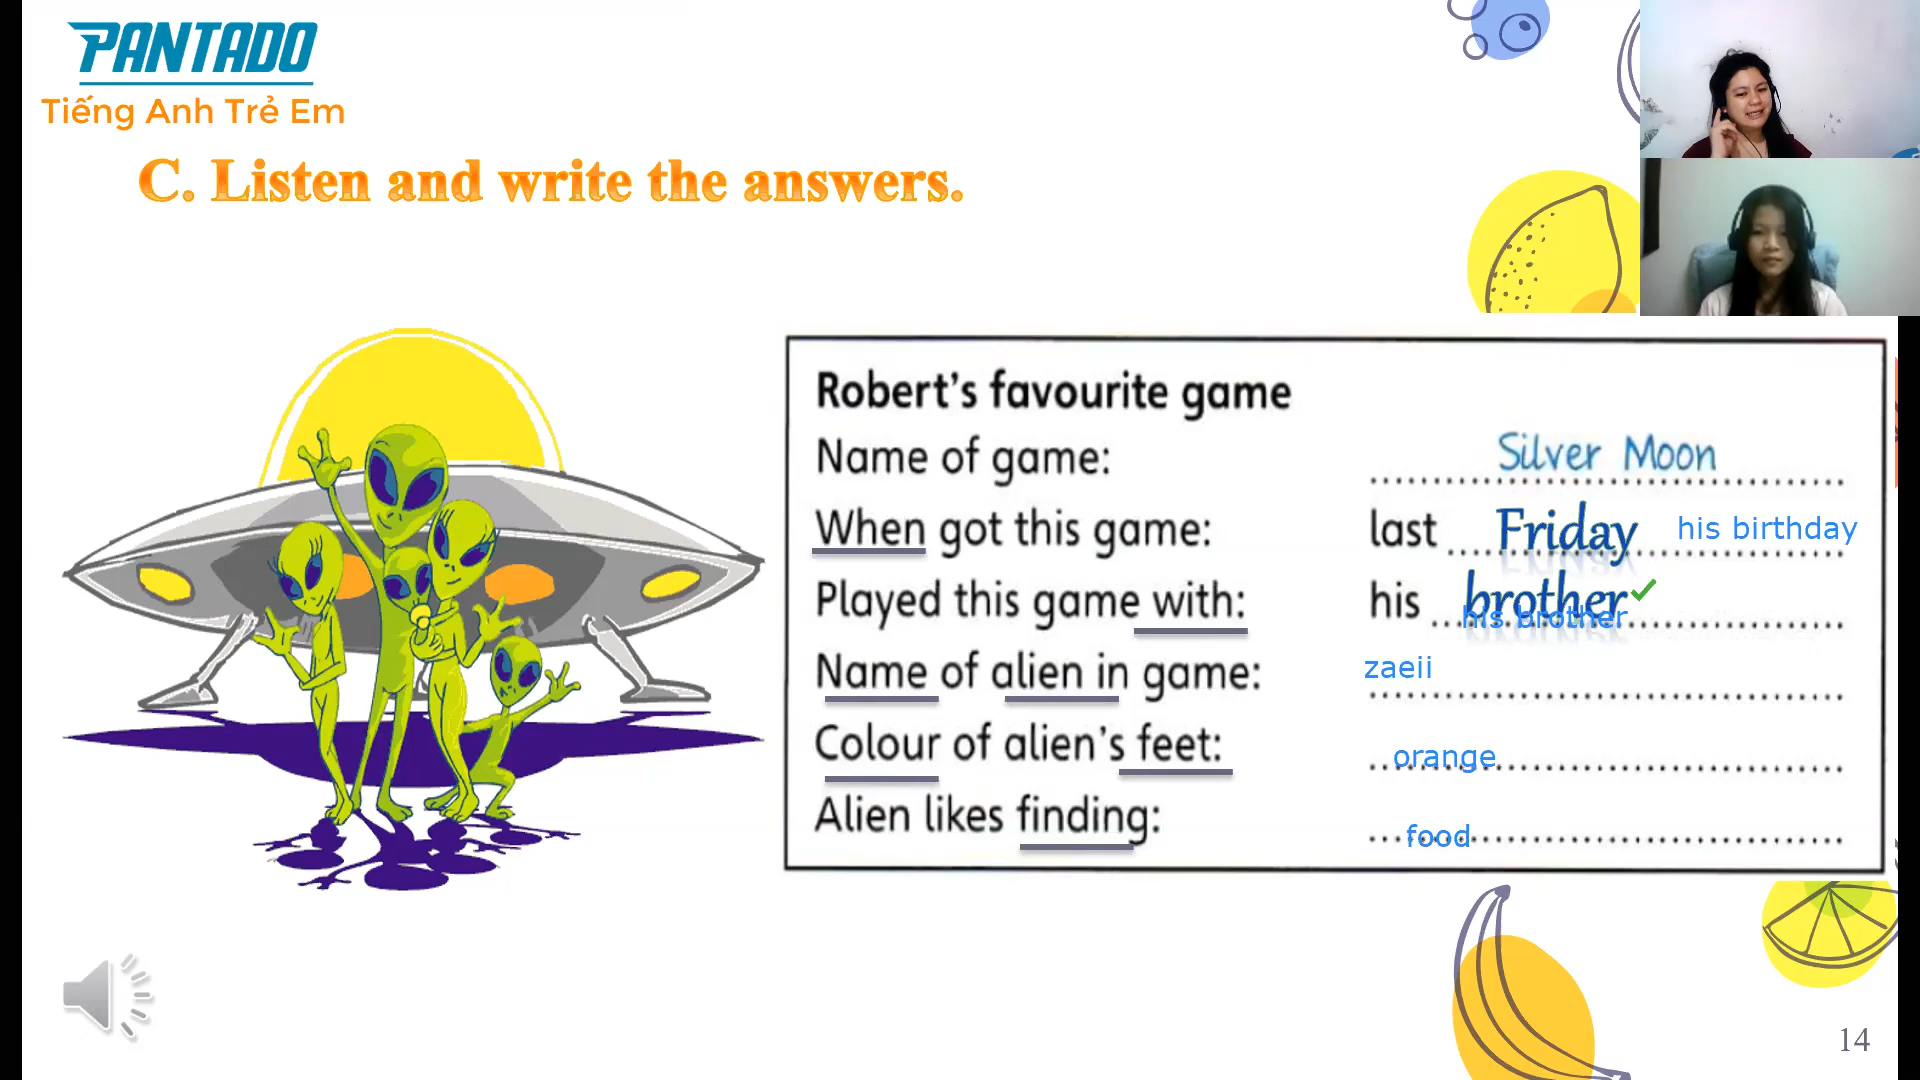 PANTADO
Tiếng Anh Trẻ Em
C. Listen and write the answers.
Robert's favourite game
Name of game: Silver Moon
When got this game: last Friday his birthday
Played this game with: his brother his brother
Name of alien in game: zaeii
Colour of alien's feet: orange
Alien likes finding: food
14